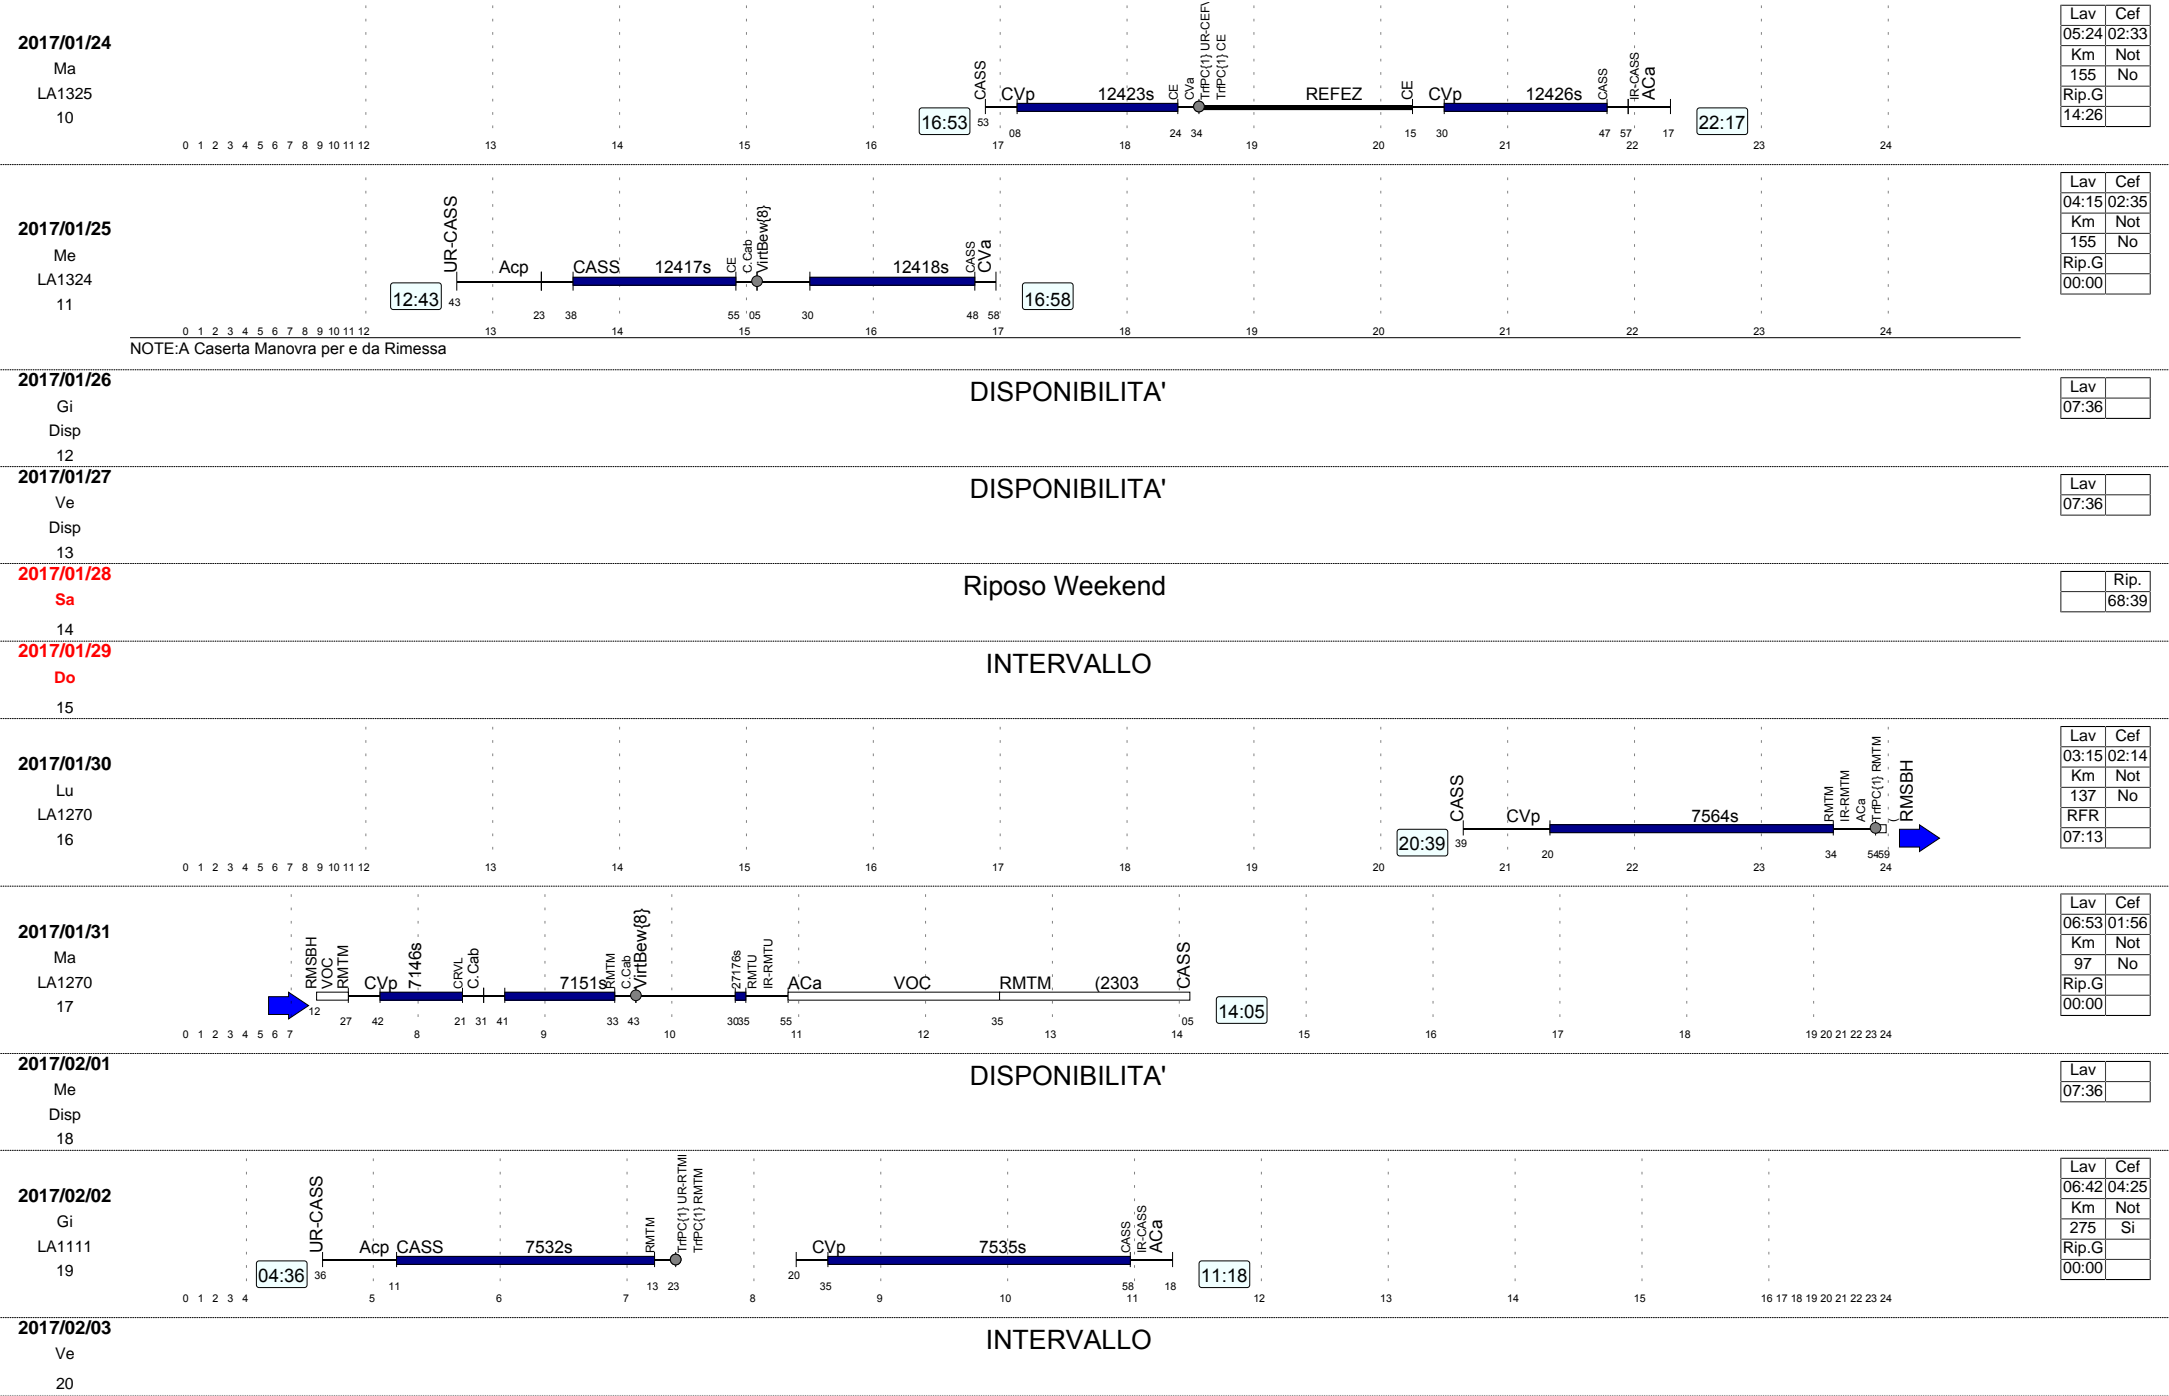 2017/01/24
Ma
LA1325
10
16:53
CASS
CVp
12423s
CE
CVa
TrfPC{1} UR-CEF\
TrfPC{1} CE
REFEZ
CE
CVp
12426s
CASS
IR-CASS
ACa
22:17
53 08 24 34 15 30 47 57 17
0 1 2 3 4 5 6 7 8 9 10 11 12 13 14 15 16 17 18 19 20 21 22 23 24
Lav Cef
05:24 02:33
Km Not
155 No
Rip.G
14:26
2017/01/25
Me
LA1324
11
12:43
UR-CASS
Acp
CASS
12417s
CE
C.Cab
VirtBew{8}
12418s
CASS
CVa
16:58
43 23 38 55 05 30 48 58
0 1 2 3 4 5 6 7 8 9 10 11 12 13 14 15 16 17 18 19 20 21 22 23 24
NOTE:A Caserta Manovra per e da Rimessa
Lav Cef
04:15 02:35
Km Not
155 No
Rip.G
00:00
2017/01/26
Gi
Disp
12
DISPONIBILITA'
Lav
07:36
2017/01/27
Ve
Disp
13
DISPONIBILITA'
Lav
07:36
2017/01/28
Sa
14
Riposo Weekend
Rip.
68:39
2017/01/29
Do
15
INTERVALLO
2017/01/30
Lu
LA1270
16
20:39
CASS
CVp
7564s
RMTM
IR-RMTM
ACa
TrfPC{1} RMTM
(
RMSBH
39 20 34 54 59
0 1 2 3 4 5 6 7 8 9 10 11 12 13 14 15 16 17 18 19 20 21 22 23 24
Lav Cef
03:15 02:14
Km Not
137 No
RFR
07:13
2017/01/31
Ma
LA1270
17
RMSBH
VOC
RMTM
CVp
7146s
CRVL
C. Cab
7151s
RMTM
C.Cab
VirtBew{8}
27176s
RMTU
IR-RMTU
ACa
VOC
RMTM
(2303
CASS
14:05
12 27 42 21 31 41 33 43 30 35 55 35 05
0 1 2 3 4 5 6 7 8 9 10 11 12 13 14 15 16 17 18 19 20 21 22 23 24
Lav Cef
06:53 01:56
Km Not
97 No
Rip.G
00:00
2017/02/01
Me
Disp
18
DISPONIBILITA'
Lav
07:36
2017/02/02
Gi
LA1111
19
04:36
UR-CASS
Acp
CASS
7532s
RMTM
TrfPC{1} UR-RTMI
TrfPC{1} RMTM
CVp
7535s
CASS
IR-CASS
ACa
11:18
36 11 13 23 20 35 58 18
0 1 2 3 4 5 6 7 8 9 10 11 12 13 14 15 16 17 18 19 20 21 22 23 24
Lav Cef
06:42 04:25
Km Not
275 Si
Rip.G
00:00
2017/02/03
Ve
20
INTERVALLO